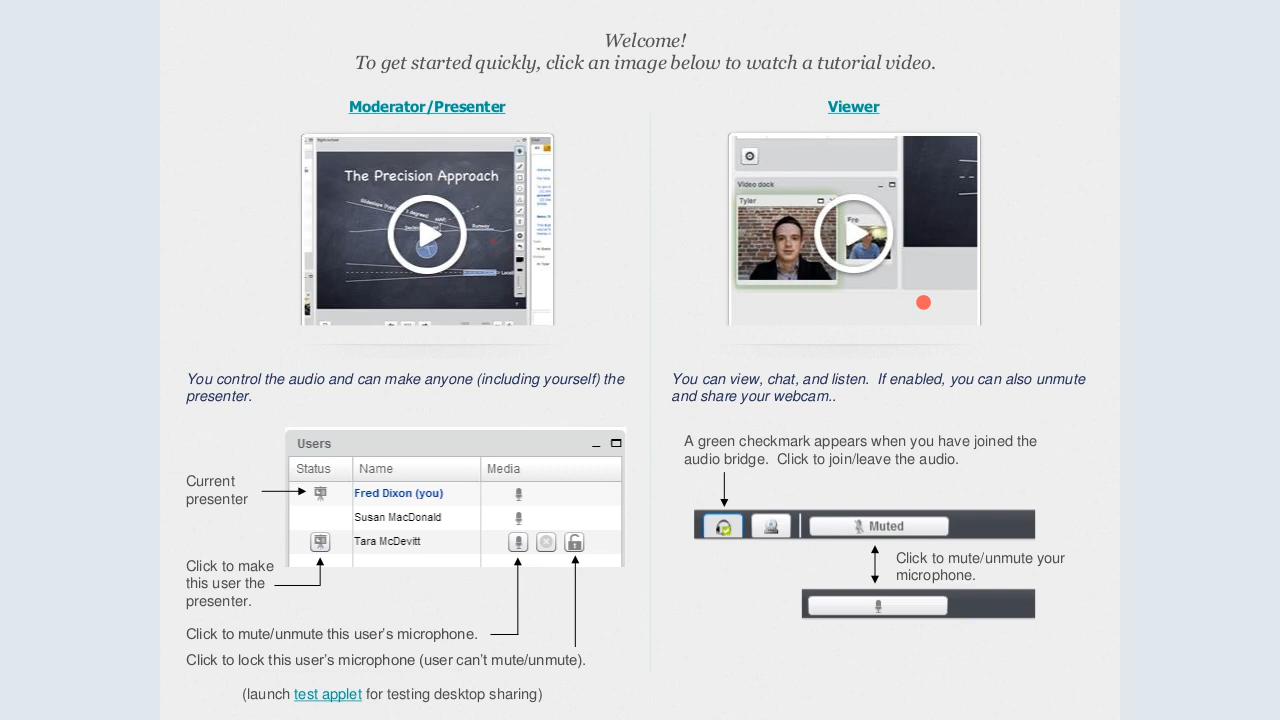 Welcome!
To get started quickly, click an image below to watch a tutorial video.
Moderator/Presenter
The Precision Approach
Runway
Viewer
Video dock
Tyler
Fre
You control the audio and can make anyone (including yourself) the
presenter.
Users
Status Name Media
Current
presenter
Fred Dixon (you)
Susan MacDonald
Tara McDevitt
Click to make
this user the
presenter.
Click to mute/unmute this user's microphone.
Click to lock this user's microphone (user can't mute/unmute).
(launch test applet for testing desktop sharing)
You can view, chat, and listen.  If enabled, you can also unmute
and share your webcam..
A green checkmark appears when you have joined the
audio bridge.  Click to join/leave the audio.
Muted
Click to mute/unmute your
microphone.